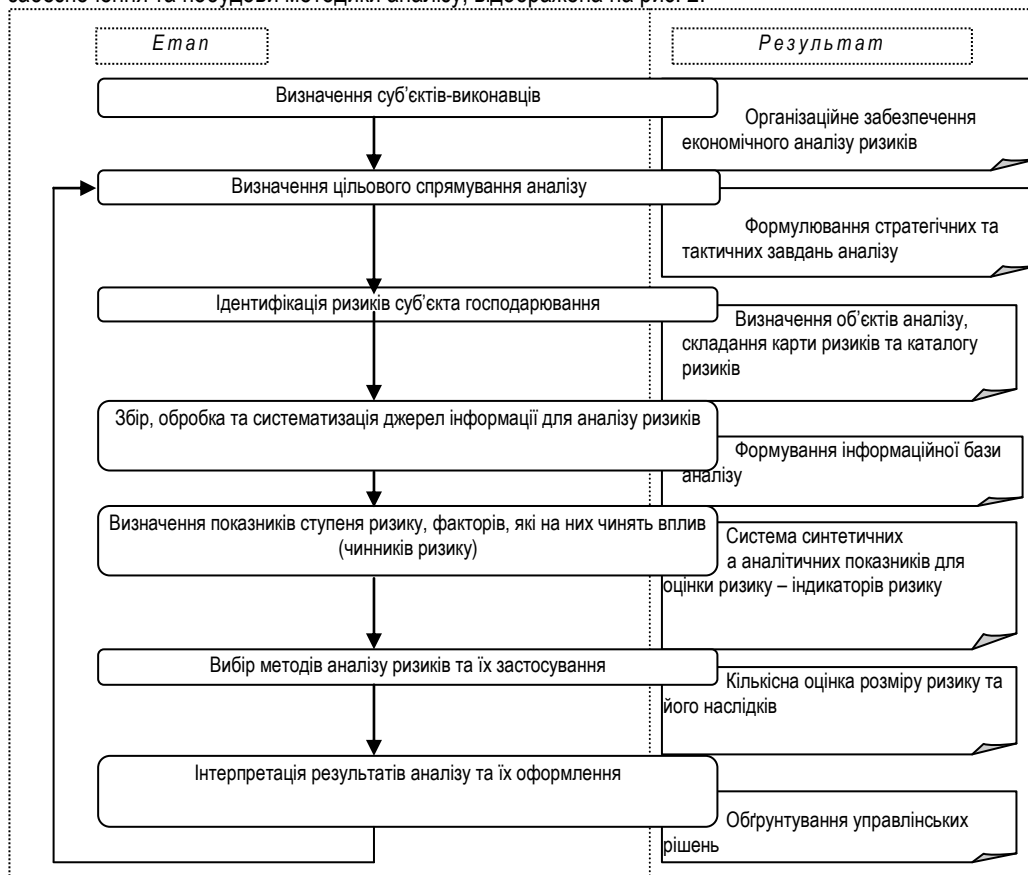 забезпечення та побудови методики аналізу, відображена на рис. 2.
Етап
Результат
Визначення суб’єктів-виконавців
Організаційне забезпечення
економічного аналізу ризиків
Визначення цільового спрямування аналізу
Формулювання стратегічних та
тактичних завдань аналізу
Ідентифікація ризиків суб’єкта господарювання
Визначення об’єктів аналізу,
складання карти ризиків та каталогу
ризиків
Збір, обробка та систематизація джерел інформації для аналізу ризиків
Формування інформаційної бази
аналізу
Визначення показників ступеня ризику, факторів, які на них чинять вплив
(чинників ризику)
Система синтетичних
а аналітичних показників для
оцінки ризику – індикаторів ризику
Вибір методів аналізу ризиків та їх застосування
Кількісна оцінка розміру ризику та
його наслідків
Інтерпретація результатів аналізу та їх оформлення
Обґрунтування управлінських
рішень